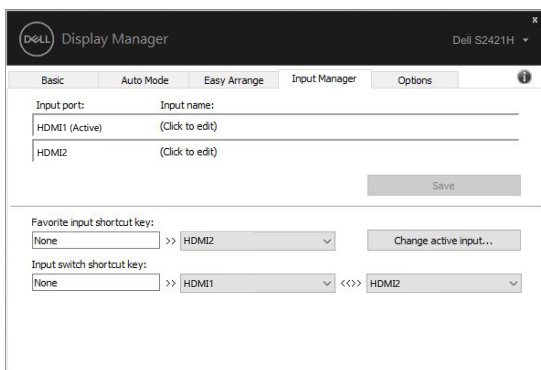 x
DELL Display Manager Dell S2421H
Basic Auto Mode Easy Arrange Input Manager Options i
Input port: Input name:
HDMI1 (Active) (Click to edit)
HDMI2 (Click to edit)
Save
Favorite input shortcut key:
None >> HDMI2 Change active input...
Input switch shortcut key:
None >> HDMI1 <<>> HDMI2